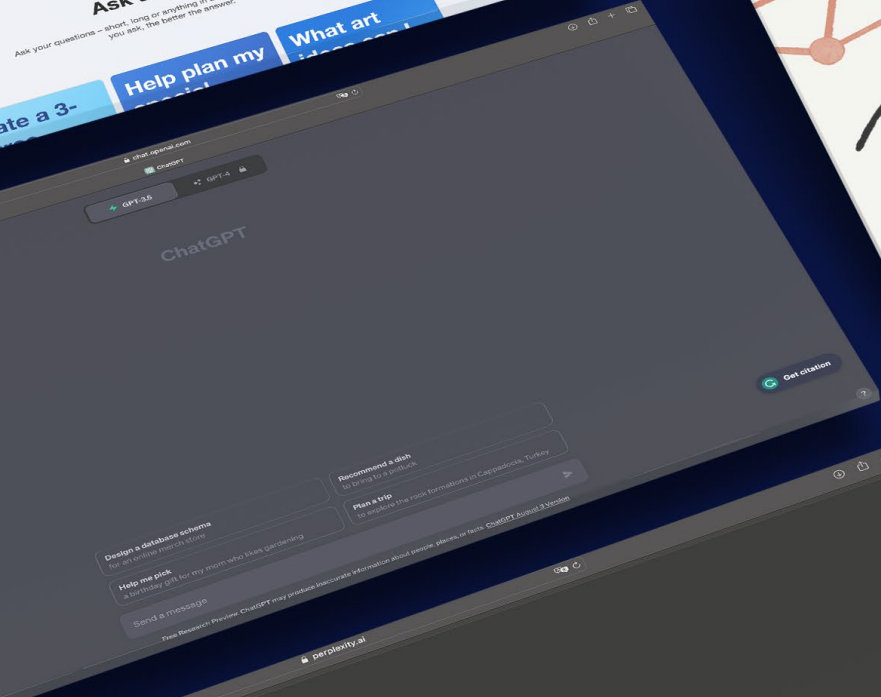 Ask
Ask your questions – short, long or anything in
you ask, the better the answer.
ate a 3-
Help plan my
special
What art
ideas can I
chat.openai.com
ChatGPT
GPT-3.5
GPT-4
ChatGPT
Get citation
?
Design a database schema
for an online merch store
Recommend a dish
to bring to a potluck
Help me pick
a birthday gift for my mom who likes gardening
Plan a trip
to explore the rock formations in Cappadocia, Turkey
Send a message
Free Research Preview. ChatGPT may produce inaccurate information about people, places, or facts. ChatGPT August 3 Version
perplexity.ai